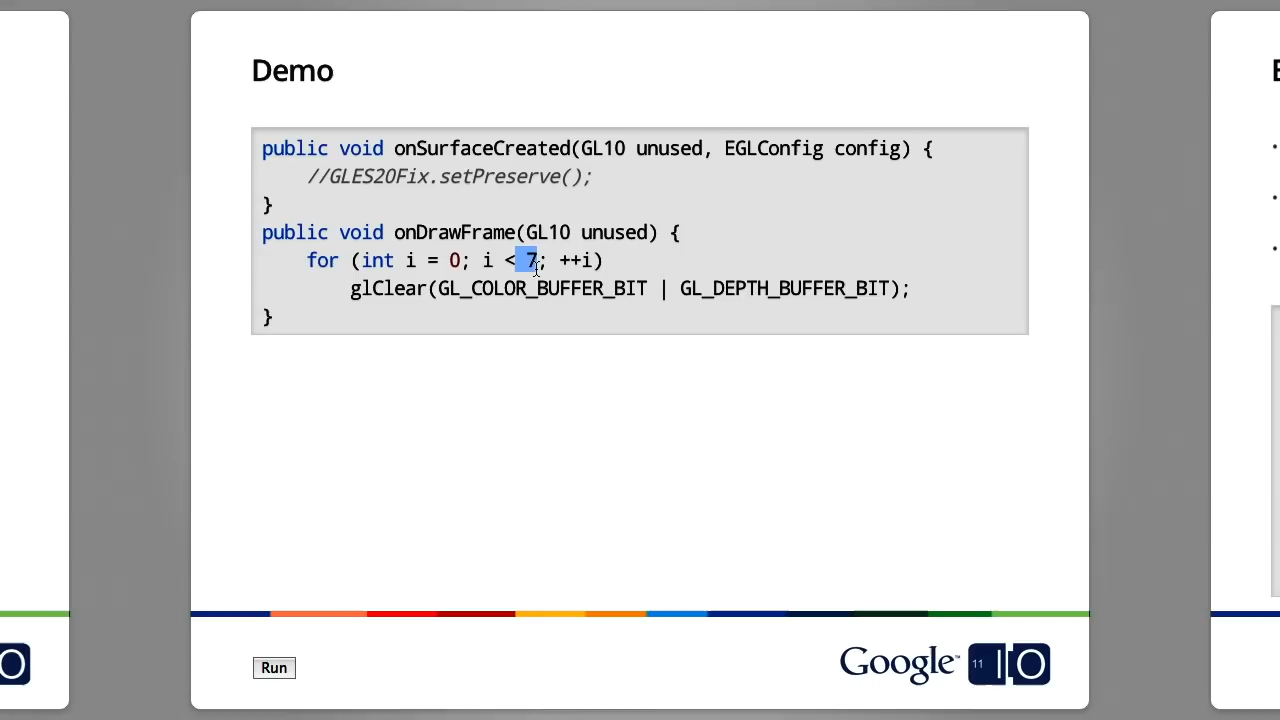 Demo
public void onSurfaceCreated(GL10 unused, EGLConfig config) {
//GLES20Fix.setPreserve();
}
public void onDrawFrame(GL10 unused) {
for (int i = 0; i < 7; ++i)
glClear(GL_COLOR_BUFFER_BIT | GL_DEPTH_BUFFER_BIT);
}
Run
Google™ 11 IO